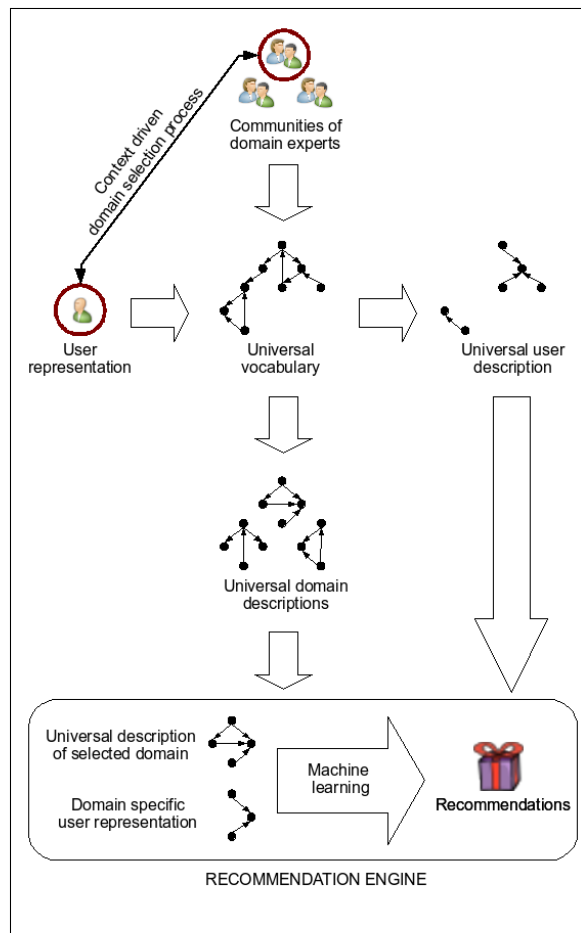 Context driven
domain selection process
Communities of
domain experts
User
representation
Universal
vocabulary
Universal user
description
Universal domain
descriptions
Universal description
of selected domain
Domain specific
user representation
Machine
learning
Recommendations
RECOMMENDATION ENGINE